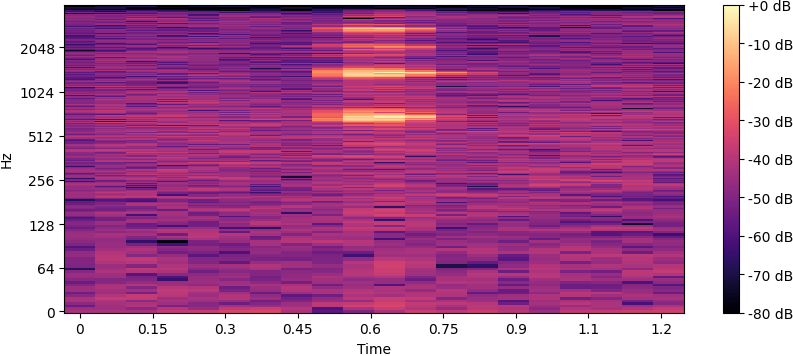 +0 dB
2048
-10 dB
1024
-20 dB
512
-30 dB
Hz
256
-40 dB
128
-50 dB
64
-60 dB
0
-70 dB
-80 dB
0
0.15
0.3
0.45
0.6
0.75
0.9
1.1
1.2
Time